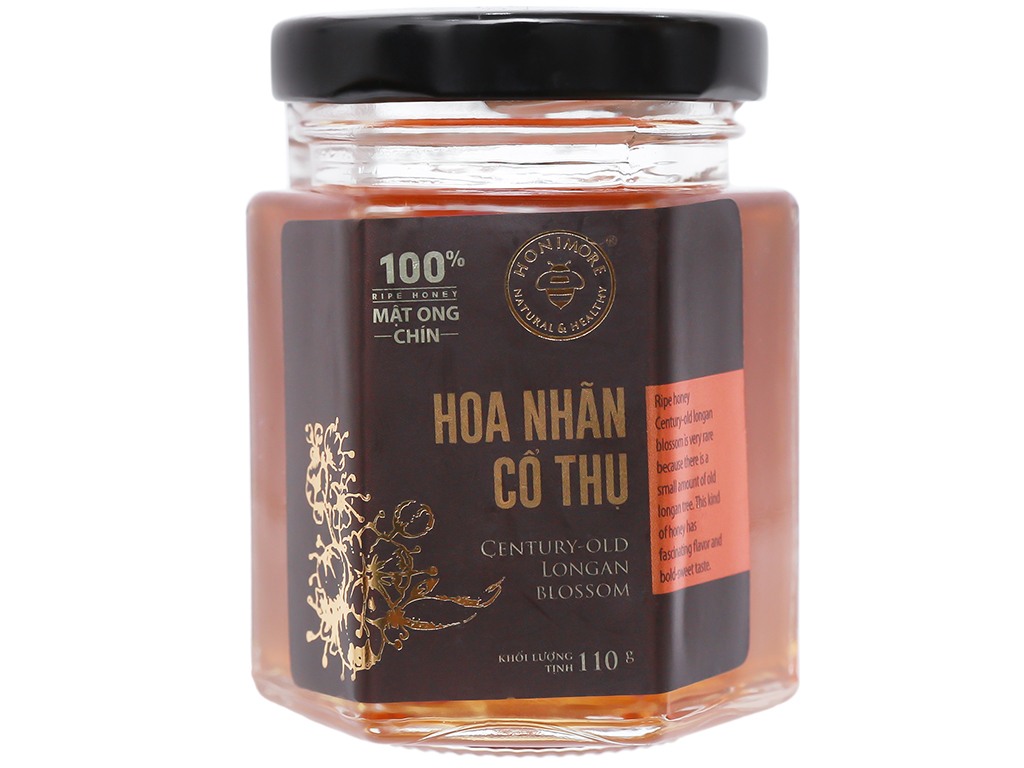 100%
RIPE HONEY
MẬT ONG
CHÍN
HONIMORE®
NATURAL & HEALTHY
HOA NHÃN
CỔ THỤ
CENTURY-OLD
LONGAN
BLOSSOM
KHỐI LƯỢNG
TỊNH 110 g
Ripe honey
Century-old longan
blossom is very rare
because there is a
small amount of old
longan tree. This kind
of honey has
fascinating flavor and
bold-sweet taste.